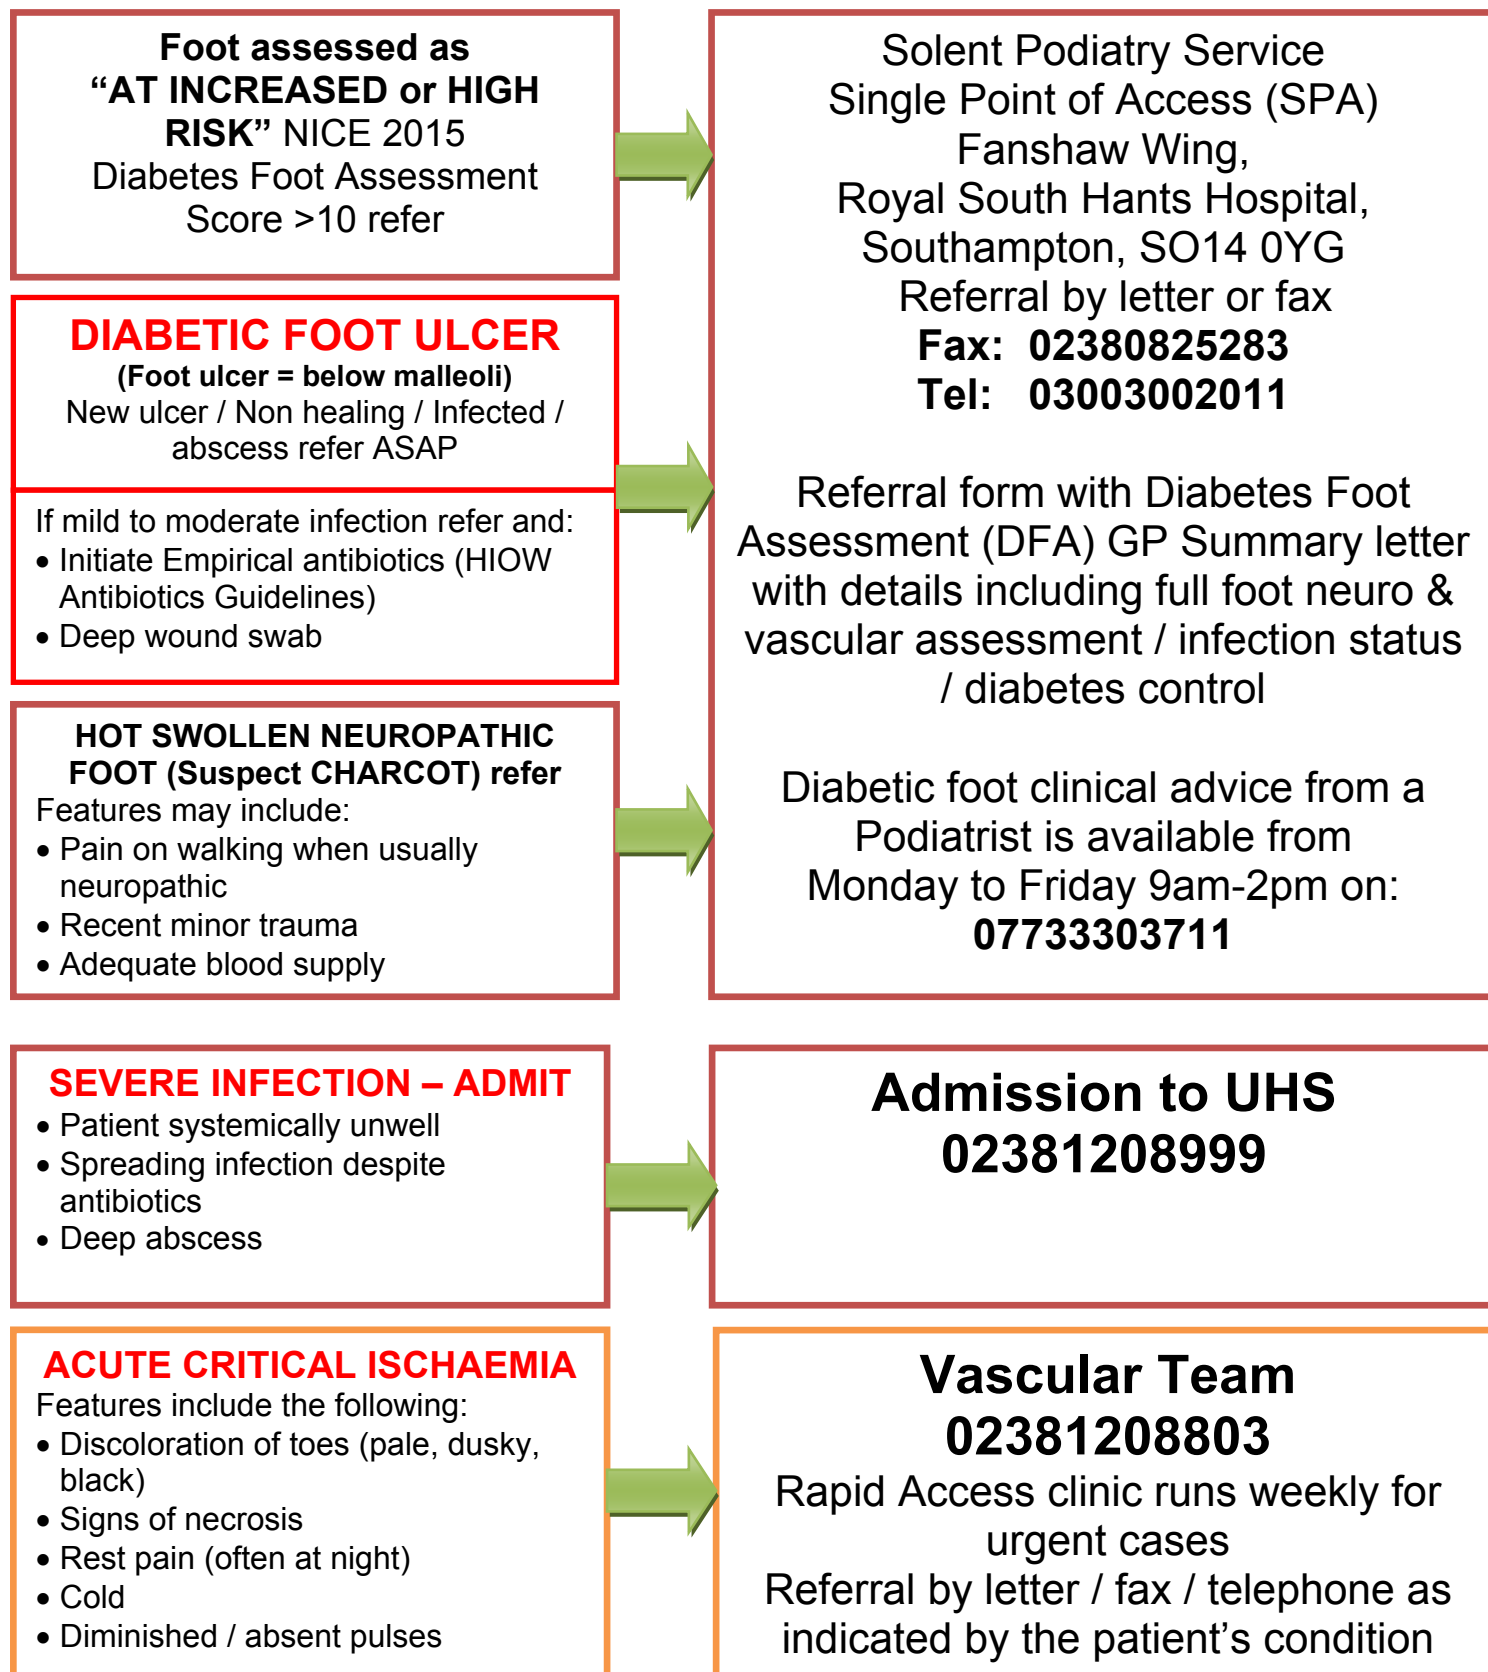 Foot assessed as
“AT INCREASED or HIGH
RISK” NICE 2015
Diabetes Foot Assessment
Score >10 refer
DIABETIC FOOT ULCER
(Foot ulcer = below malleoli)
New ulcer / Non healing / Infected /
abscess refer ASAP
If mild to moderate infection refer and:
• Initiate Empirical antibiotics (HIOW
Antibiotics Guidelines)
• Deep wound swab
HOT SWOLLEN NEUROPATHIC
FOOT (Suspect CHARCOT) refer
Features may include:
• Pain on walking when usually
neuropathic
• Recent minor trauma
• Adequate blood supply
Solent Podiatry Service
Single Point of Access (SPA)
Fanshaw Wing,
Royal South Hants Hospital,
Southampton, SO14 0YG
Referral by letter or fax
Fax: 02380825283
Tel: 03003002011
Referral form with Diabetes Foot
Assessment (DFA) GP Summary letter
with details including full foot neuro &
vascular assessment / infection status
/ diabetes control
Diabetic foot clinical advice from a
Podiatrist is available from
Monday to Friday 9am-2pm on:
07733303711
SEVERE INFECTION – ADMIT
• Patient systemically unwell
• Spreading infection despite
antibiotics
• Deep abscess
Admission to UHS
02381208999
ACUTE CRITICAL ISCHAEMIA
Features include the following:
• Discoloration of toes (pale, dusky,
black)
• Signs of necrosis
• Rest pain (often at night)
• Cold
• Diminished / absent pulses
Vascular Team
02381208803
Rapid Access clinic runs weekly for
urgent cases
Referral by letter / fax / telephone as
indicated by the patient’s condition